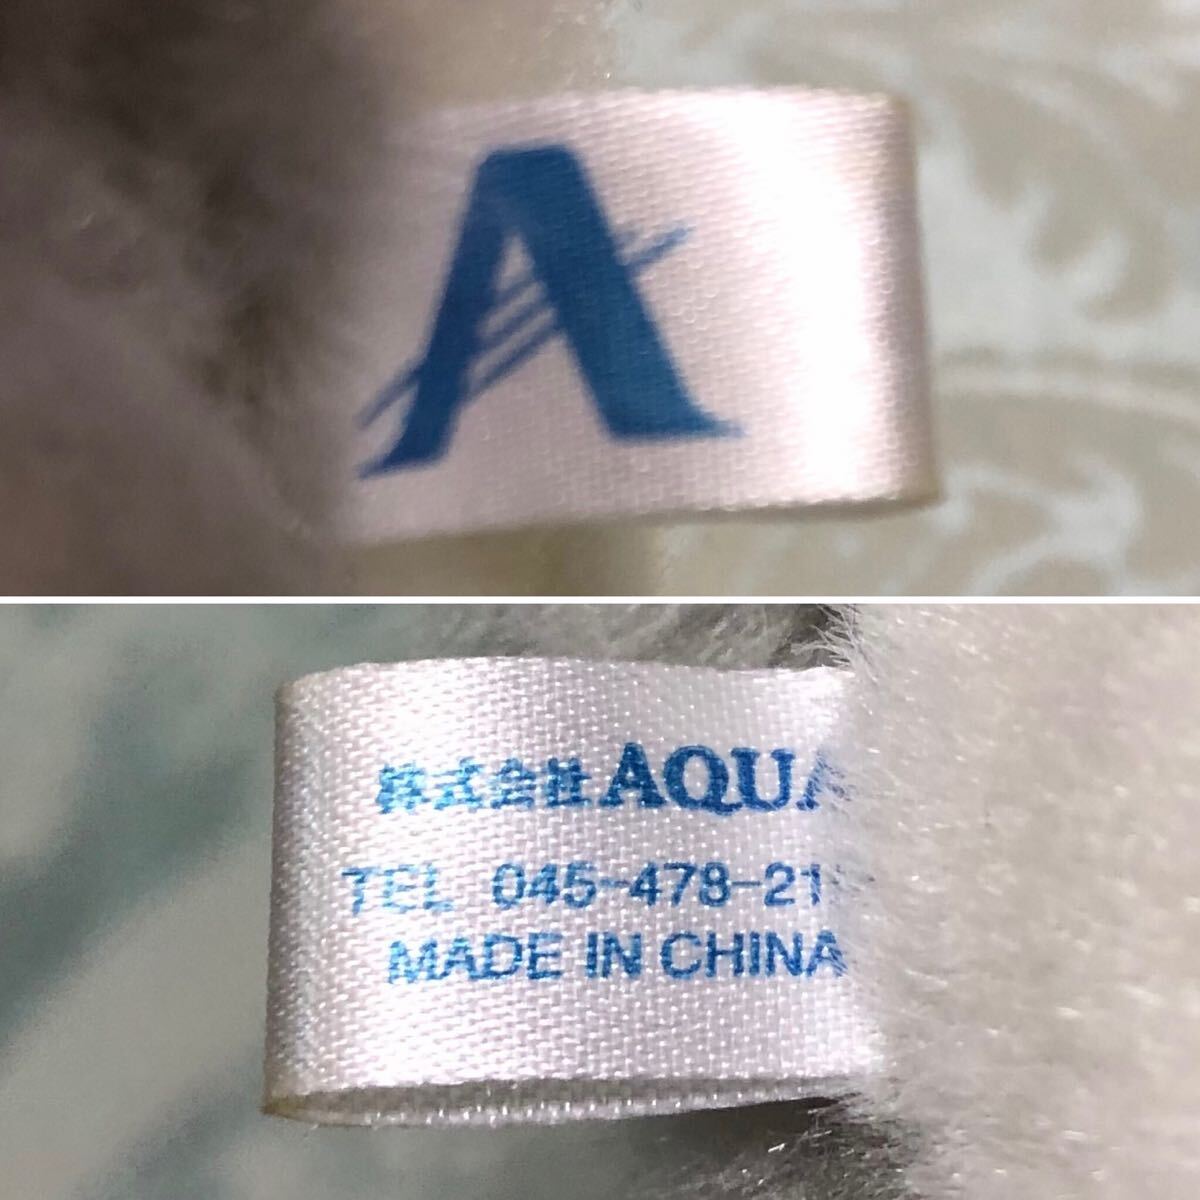 A
株式会社AQUA
TEL 045-478-21
MADE IN CHINA